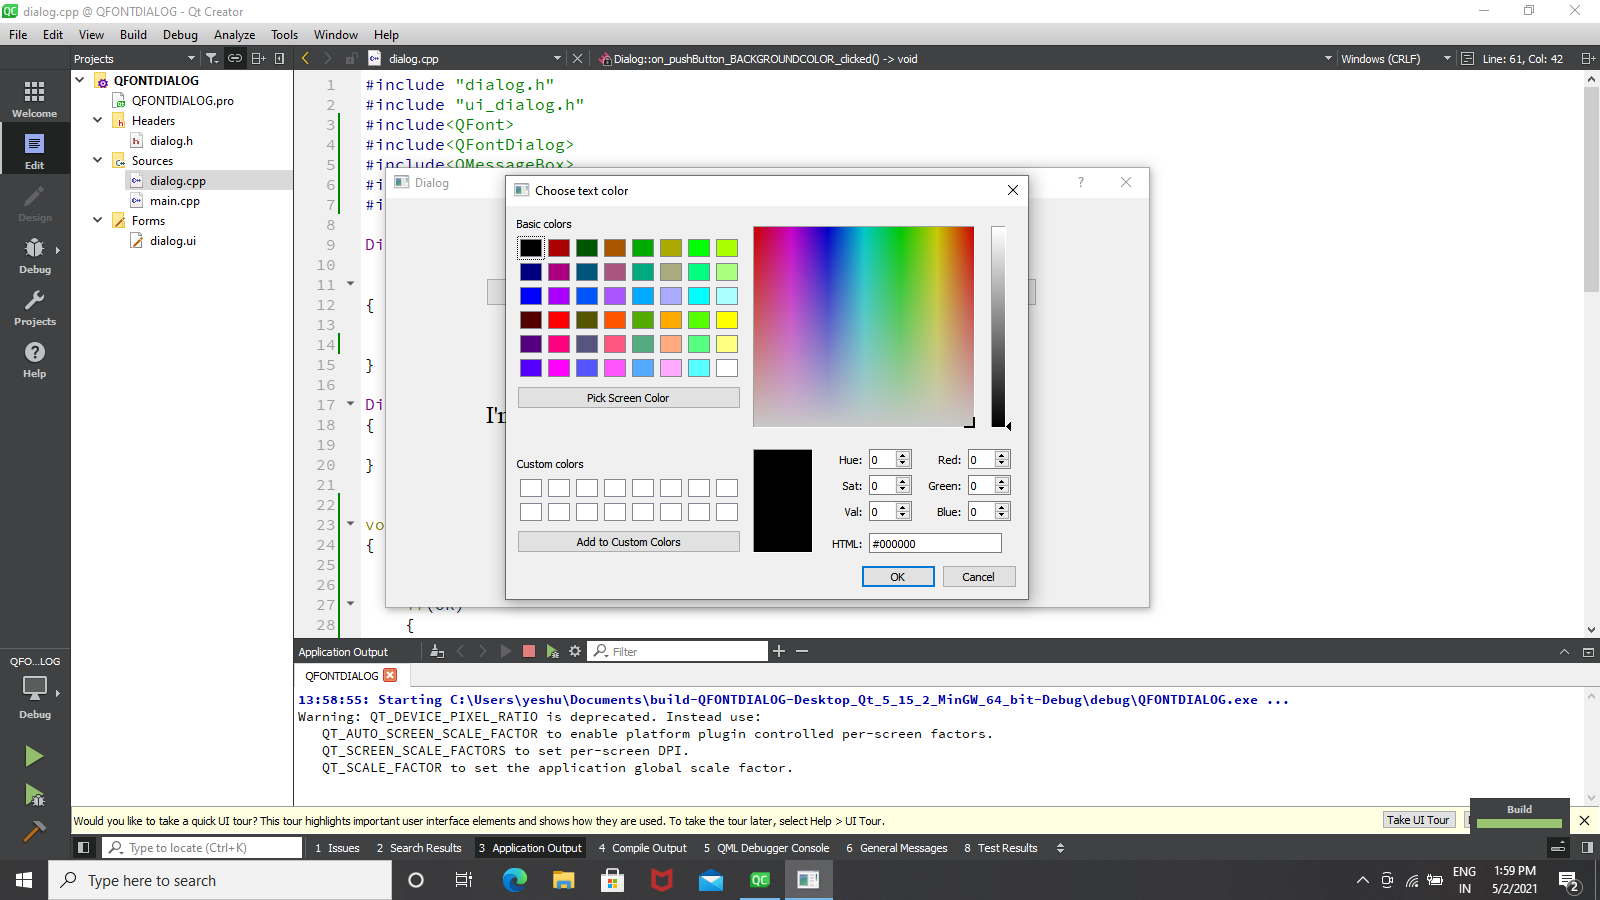 dialog.cpp @ QFONTDIALOG - Qt Creator
File Edit View Build Debug Analyze Tools Window Help
Projects
dialog.cpp
Dialog::on_pushButton_BACKGROUNDCOLOR_clicked() -> void
Windows (CRLF)
Line: 61, Col: 42
Welcome
Edit
Design
Debug
Projects
Help
QFONTDIALOG
QFONTDIALOG.pro
Headers
dialog.h
Sources
dialog.cpp
main.cpp
Forms
dialog.ui
1 #include "dialog.h"
2 #include "ui_dialog.h"
3 #include<QFont>
4 #include<QFontDialog>
5 #include<QMessageBox>
6 #i
7 #i
8
9 Di
10
11
12 {
13
14
15 }
16
17 Di
18 {
19
20 }
21
22
23 vo
24 {
25
26
27 if(ok)
28 {
Dialog
?
I'm
Choose text color
Basic colors
Pick Screen Color
Custom colors
Add to Custom Colors
Hue: 0 Red: 0
Sat: 0 Green: 0
Val: 0 Blue: 0
HTML: #000000
OK Cancel
QFO...LOG
Debug
Application Output
Filter
QFONTDIALOG
13:58:55: Starting C:\Users\yeshu\Documents\build-QFONTDIALOG-Desktop_Qt_5_15_2_MinGW_64_bit-Debug\debug\QFONTDIALOG.exe ...
Warning: QT_DEVICE_PIXEL_RATIO is deprecated. Instead use:
QT_AUTO_SCREEN_SCALE_FACTOR to enable platform plugin controlled per-screen factors.
QT_SCREEN_SCALE_FACTORS to set per-screen DPI.
QT_SCALE_FACTOR to set the application global scale factor.
Would you like to take a quick UI tour? This tour highlights important user interface elements and shows how they are used. To take the tour later, select Help > UI Tour.
Take UI Tour
Build
Type to locate (Ctrl+K)
1 Issues 2 Search Results 3 Application Output 4 Compile Output 5 QML Debugger Console 6 General Messages 8 Test Results
Type here to search
ENG
IN
1:59 PM
5/2/2021
2